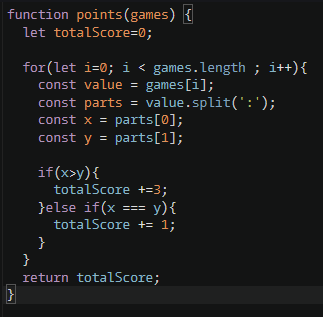 function points(games) {
  let totalScore=0;

  for(let i=0; i < games.length ; i++){
    const value = games[i];
    const parts = value.split(':');
    const x = parts[0];
    const y = parts[1];

    if(x>y){
      totalScore +=3;
    }else if(x === y){
      totalScore += 1;
    }
  }
  return totalScore;
}